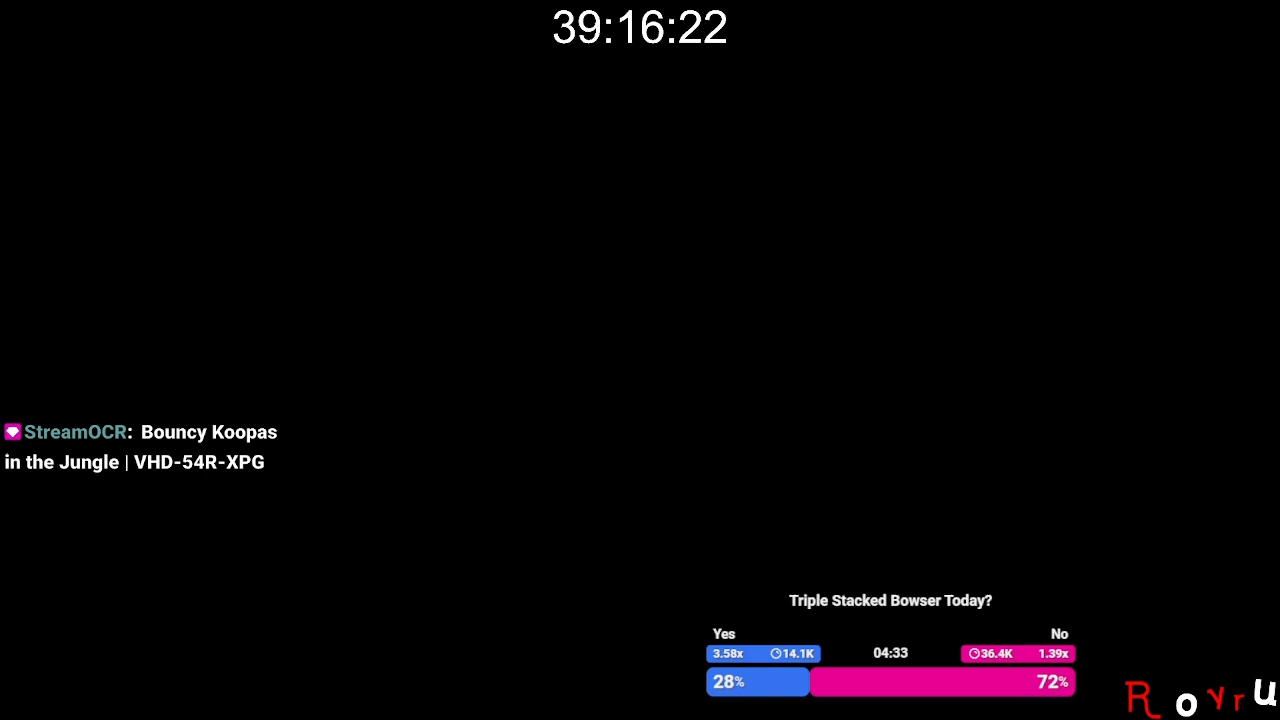 39:16:22
StreamOCR: Bouncy Koopas
in the Jungle | VHD-54R-XPG
Triple Stacked Bowser Today?
Yes No
3.58x 14.1K 04:33 36.4K 1.39x
28% 72%
Royru